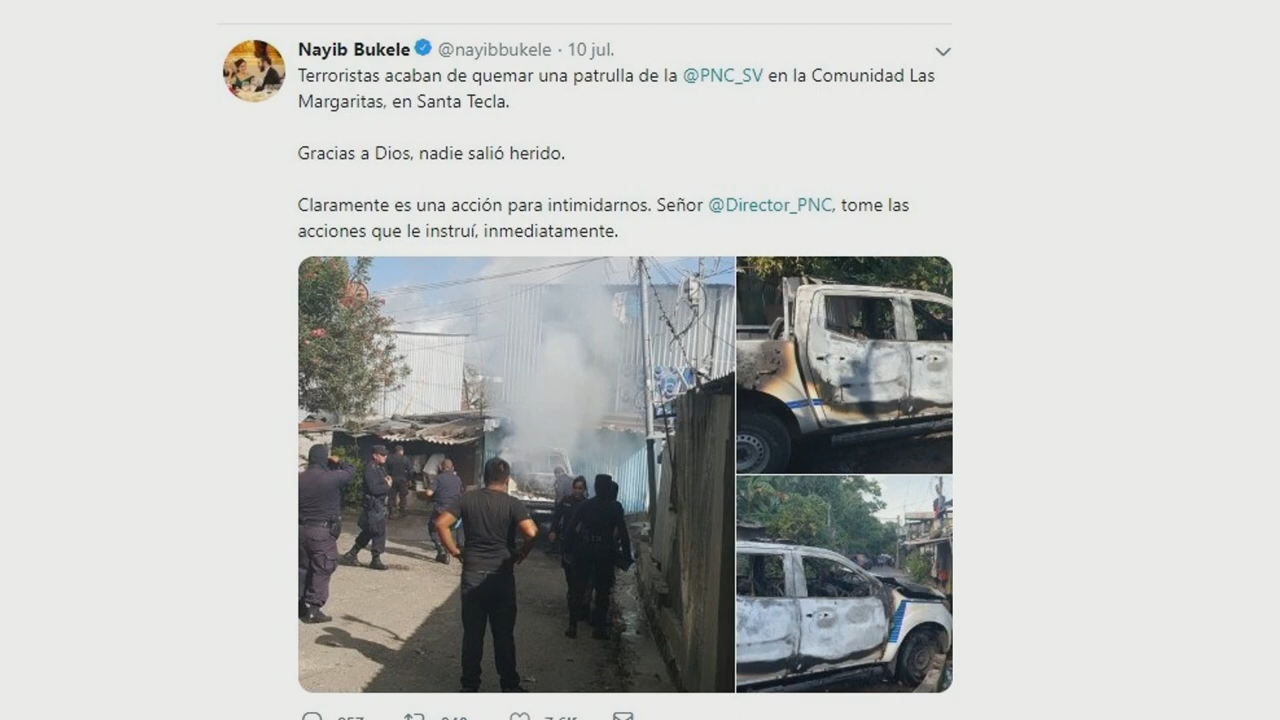 Nayib Bukele @nayibbukele · 10 jul.
Terroristas acaban de quemar una patrulla de la @PNC_SV en la Comunidad Las
Margaritas, en Santa Tecla.
Gracias a Dios, nadie salió herido.
Claramente es una acción para intimidarnos. Señor @Director_PNC, tome las
acciones que le instruí, inmediatamente.